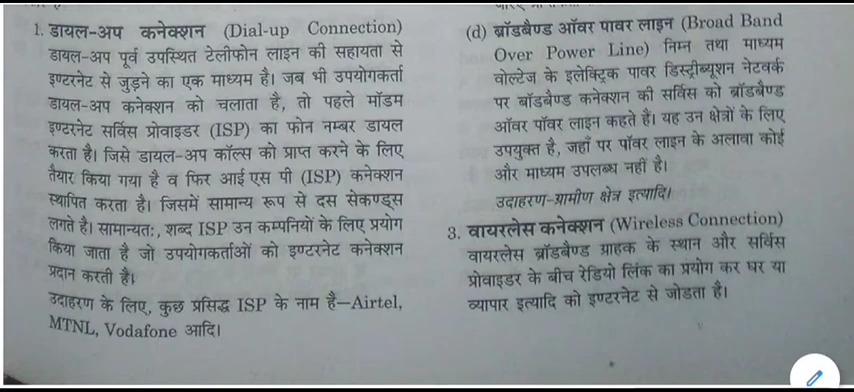 1. डायल-अप कनेक्शन (Dial-up Connection)
डायल-अप पूर्व उपस्थित टेलीफोन लाइन की सहायता से
इण्टरनेट से जुड़ने का एक माध्यम है। जब भी उपयोगकर्ता
डायल-अप कनेक्शन को चलाता है, तो पहले मॉडम
इण्टरनेट सर्विस प्रोवाइडर (ISP) का फोन नम्बर डायल
करता है। जिसे डायल-अप कॉल्स को प्राप्त करने के लिए
तैयार किया गया है व फिर आई एस पी (ISP) कनेक्शन
स्थापित करता है। जिसमें सामान्य रूप से दस सेकण्ड्स
लगते है। सामान्यतः, शब्द ISP उन कम्पनियों के लिए प्रयोग
किया जाता है जो उपयोगकर्ताओं को इण्टरनेट कनेक्शन
प्रदान करती है।
उदाहरण के लिए, कुछ प्रसिद्ध ISP के नाम है—Airtel,
MTNL, Vodafone आदि।
(d) ब्रॉडबैण्ड ऑवर पावर लाइन (Broad Band
Over Power Line) निम्न तथा माध्यम
वोल्टेज के इलेक्ट्रिक पावर डिस्ट्रीब्यूशन नेटवर्क
पर बॉडबैण्ड कनेक्शन की सर्विस को ब्रॉडबैण्ड
ऑवर पॉवर लाइन कहते हैं। यह उन क्षेत्रों के लिए
उपयुक्त है, जहाँ पर पॉवर लाइन के अलावा कोई
और माध्यम उपलब्ध नहीं है।
उदाहरण-ग्रामीण क्षेत्र इत्यादि।
3. वायरलेस कनेक्शन (Wireless Connection)
वायरलेस ब्रॉडबैण्ड ग्राहक के स्थान और सर्विस
प्रोवाइडर के बीच रेडियो लिंक का प्रयोग कर घर या
व्यापार इत्यादि को इण्टरनेट से जोडता है।